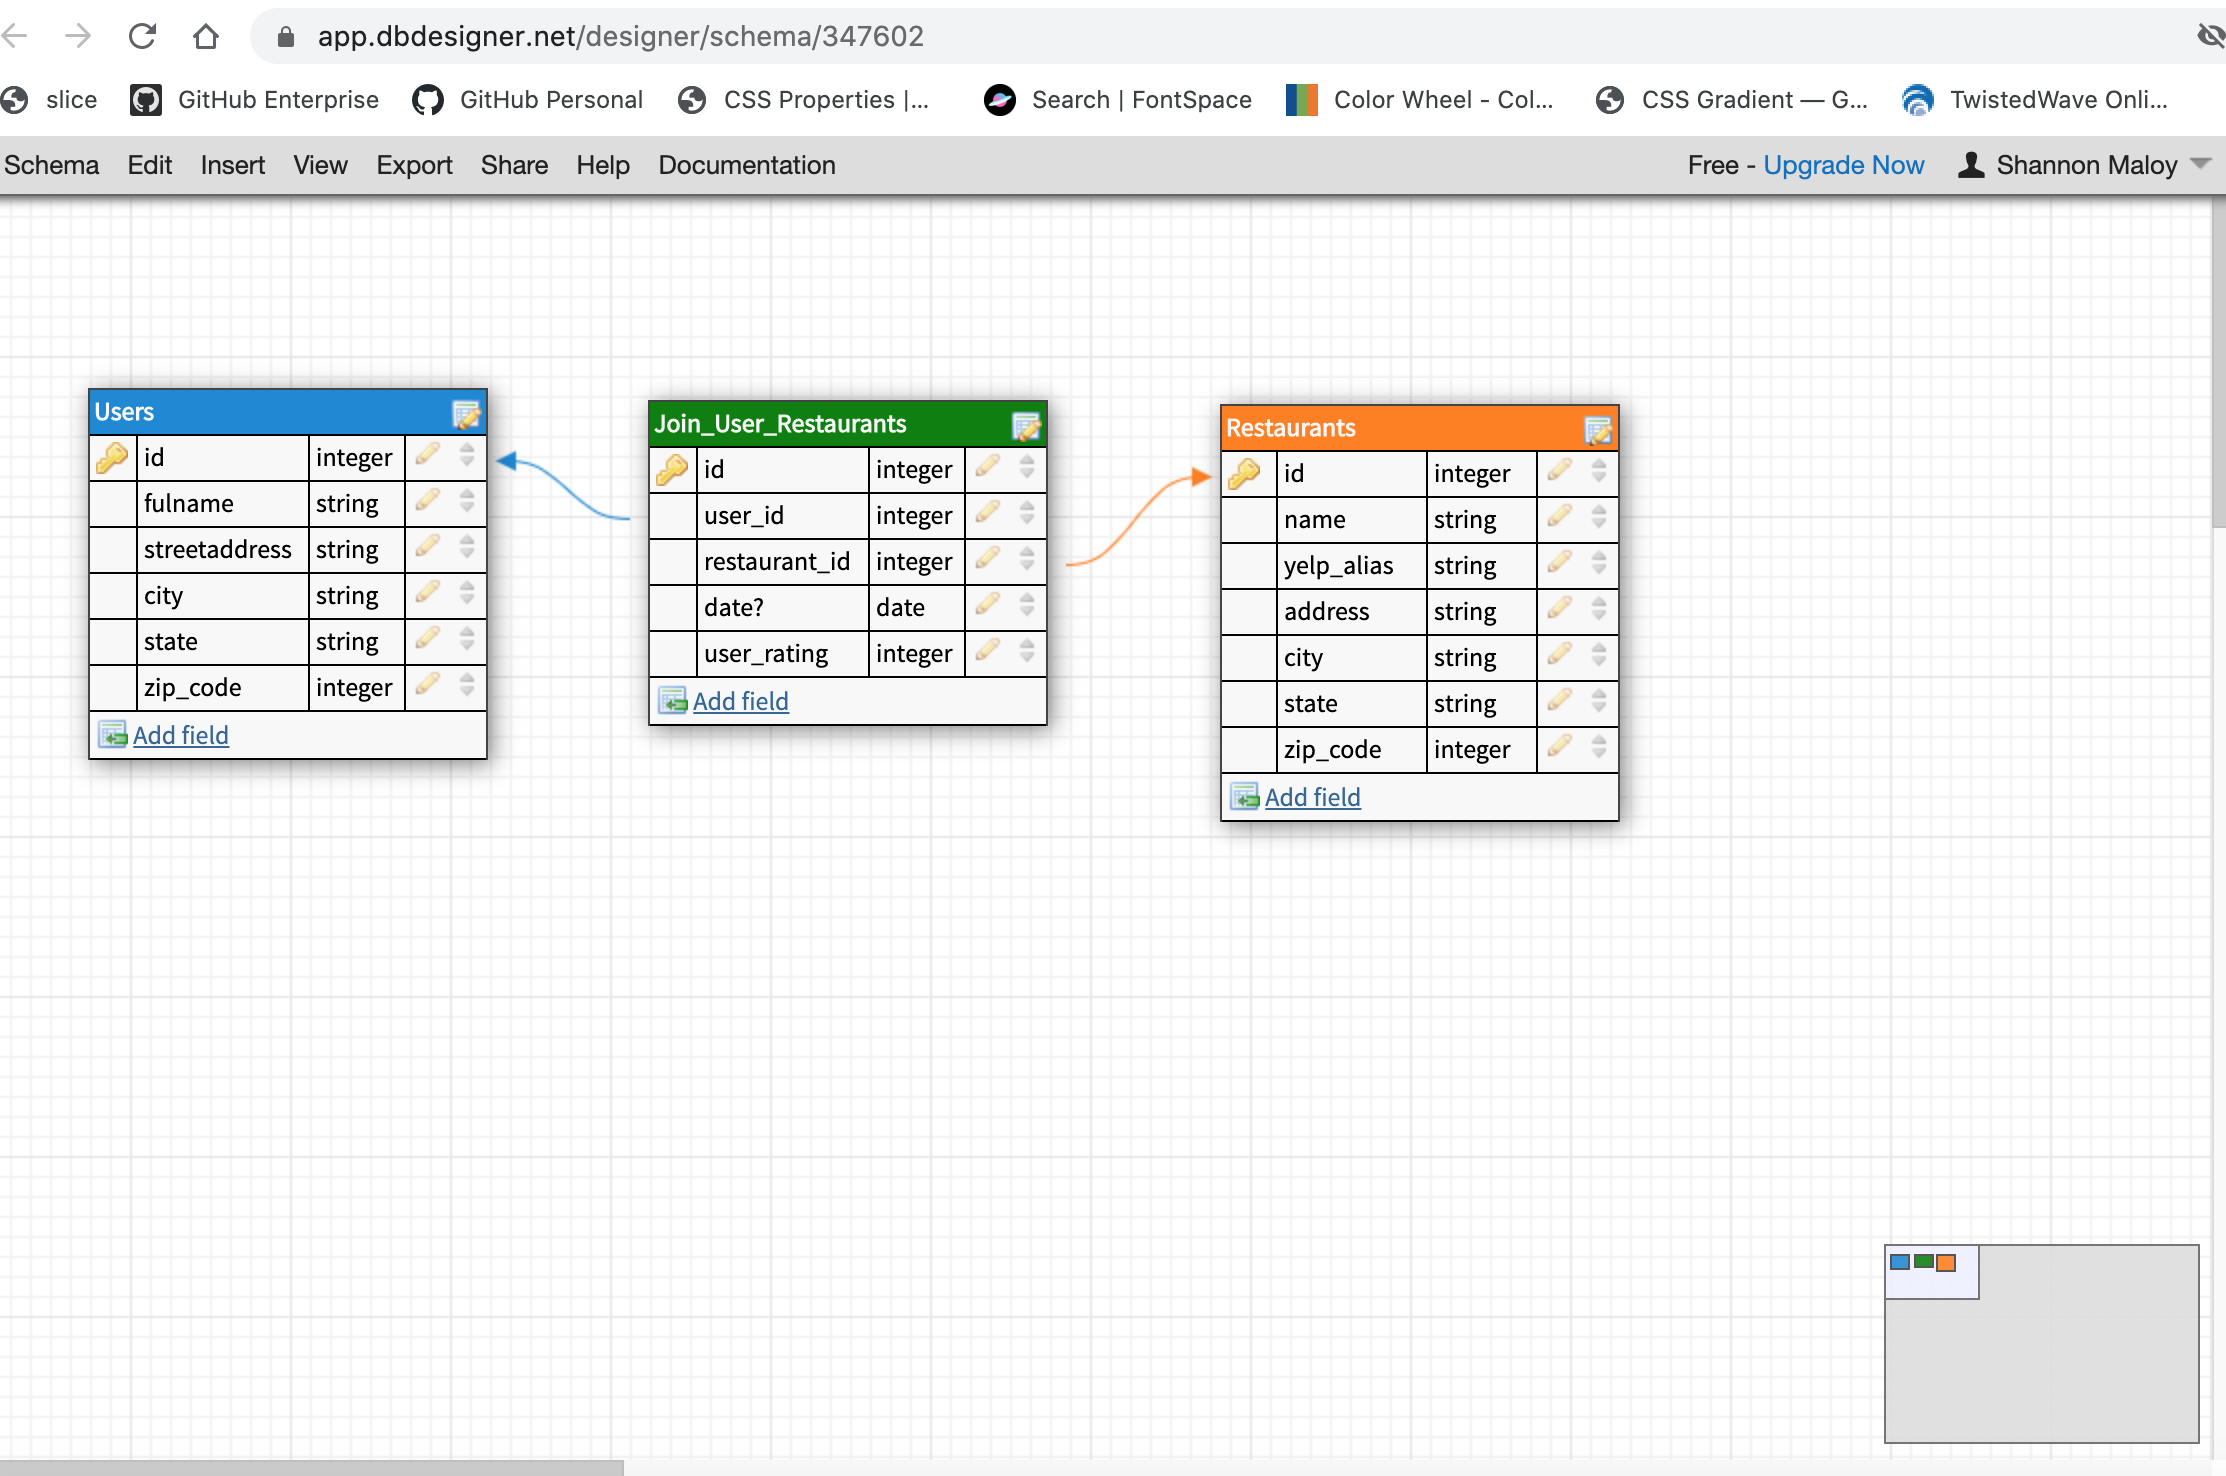 app.dbdesigner.net/designer/schema/347602
slice GitHub Enterprise GitHub Personal CSS Properties |... Search | FontSpace Color Wheel - Col... CSS Gradient — G... TwistedWave Onli...
Schema Edit Insert View Export Share Help Documentation Free - Upgrade Now Shannon Maloy
Users
id integer
fulname string
streetaddress string
city string
state string
zip_code integer
Add field
Join_User_Restaurants
id integer
user_id integer
restaurant_id integer
date? date
user_rating integer
Add field
Restaurants
id integer
name string
yelp_alias string
address string
city string
state string
zip_code integer
Add field